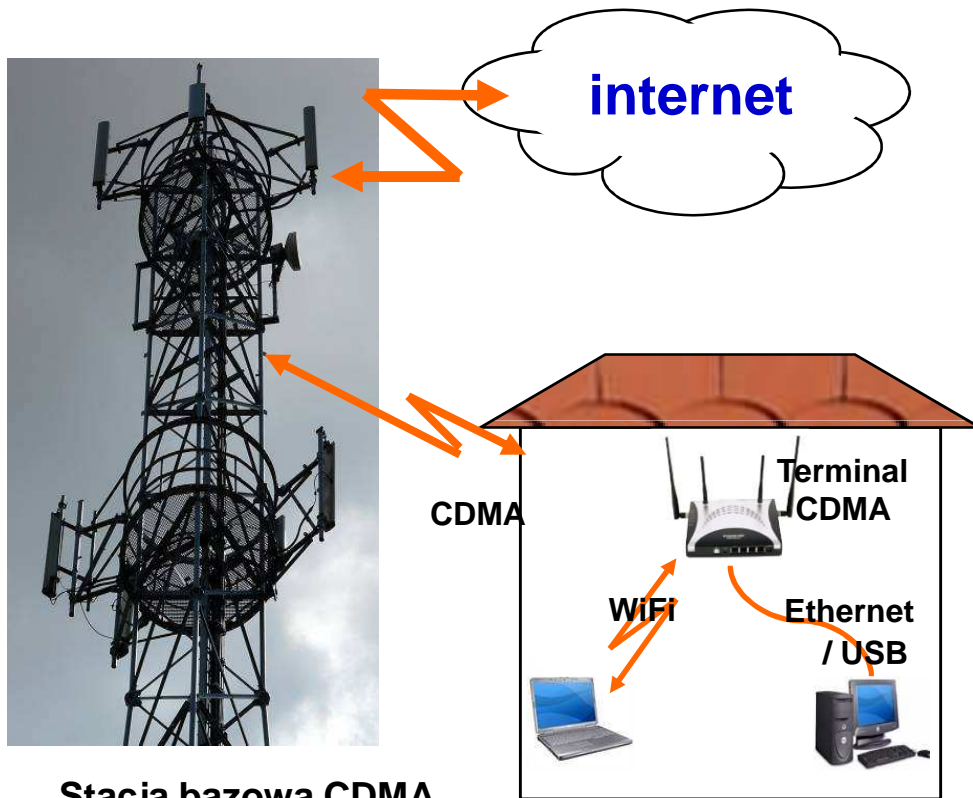 internet
Terminal
CDMA
CDMA
WiFi
Ethernet
/ USB
Stacja bazowa CDMA